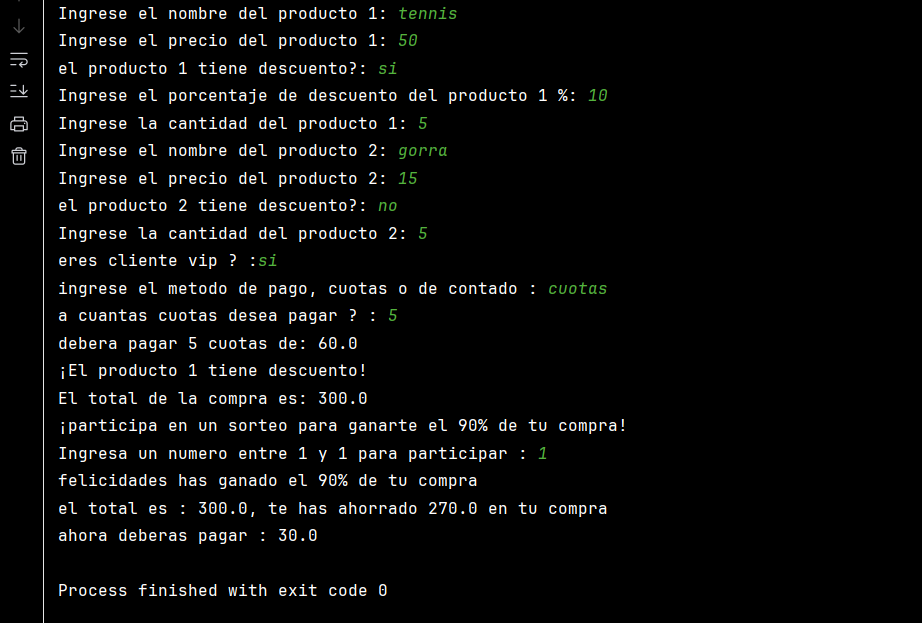 Ingrese el nombre del producto 1: tennis
Ingrese el precio del producto 1: 50
el producto 1 tiene descuento?: si
Ingrese el porcentaje de descuento del producto 1 %: 10
Ingrese la cantidad del producto 1: 5
Ingrese el nombre del producto 2: gorra
Ingrese el precio del producto 2: 15
el producto 2 tiene descuento?: no
Ingrese la cantidad del producto 2: 5
eres cliente vip ? :si
ingrese el metodo de pago, cuotas o de contado : cuotas
a cuantas cuotas desea pagar ? : 5
debera pagar 5 cuotas de: 60.0
¡El producto 1 tiene descuento!
El total de la compra es: 300.0
¡participa en un sorteo para ganarte el 90% de tu compra!
Ingresa un numero entre 1 y 1 para participar : 1
felicidades has ganado el 90% de tu compra
el total es : 300.0, te has ahorrado 270.0 en tu compra
ahora deberas pagar : 30.0
Process finished with exit code 0